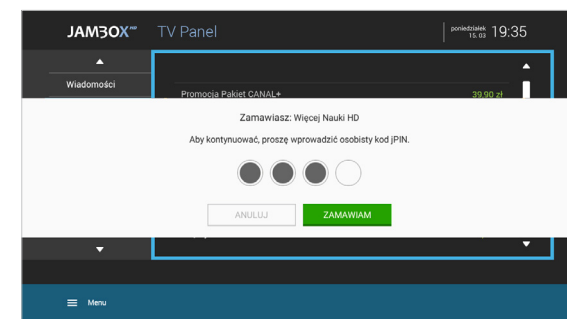 JAMBOX HD TV Panel
poniedziałek 15. 03 19:35
Wiadomości
Promocja Pakiet CANAL+ 39,90 zł
Zamawiasz: Więcej Nauki HD
Aby kontynuować, proszę wprowadzić osobisty kod jPIN.
ANULUJ ZAMAWIAM
Menu